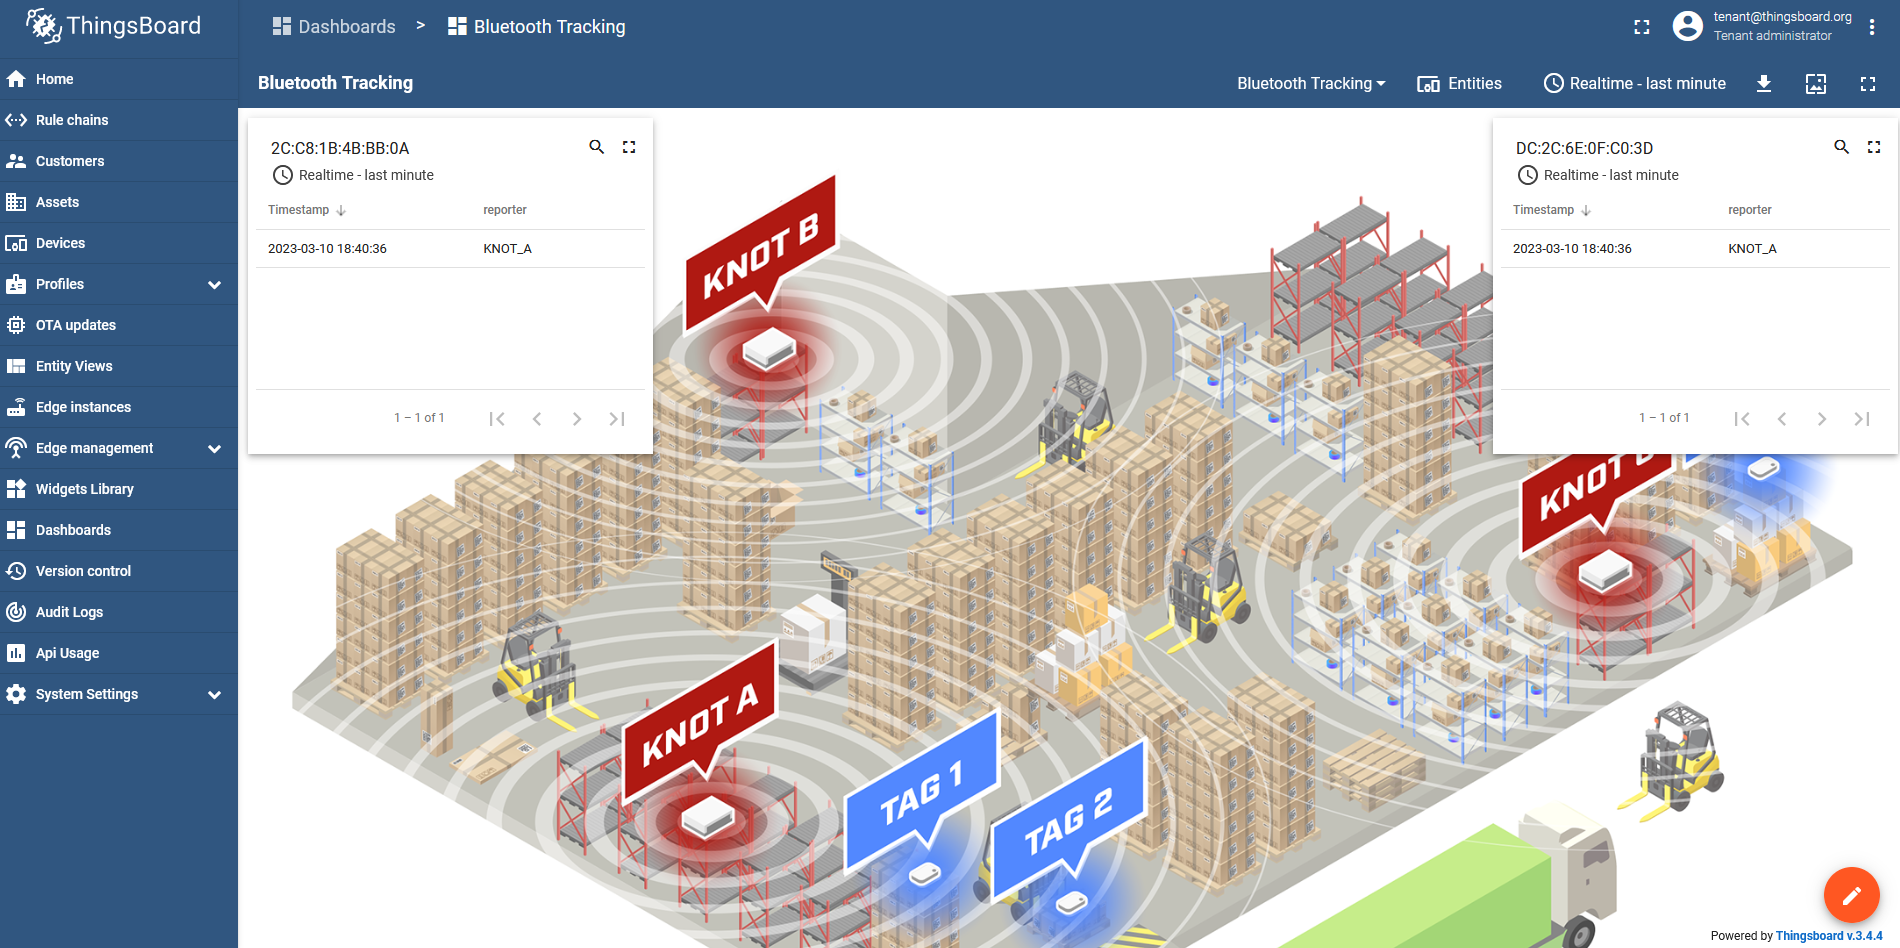 ThingsBoard
Dashboards > Bluetooth Tracking
tenant@thingsboard.org
Tenant administrator
Home
Rule chains
Customers
Assets
Devices
Profiles
OTA updates
Entity Views
Edge instances
Edge management
Widgets Library
Dashboards
Version control
Audit Logs
Api Usage
System Settings
Bluetooth Tracking
Bluetooth Tracking
Entities
Realtime - last minute
2C:C8:1B:4B:BB:0A
Realtime - last minute
Timestamp reporter
2023-03-10 18:40:36 KNOT_A
1 – 1 of 1
DC:2C:6E:0F:C0:3D
Realtime - last minute
Timestamp reporter
2023-03-10 18:40:36 KNOT_A
1 – 1 of 1
KNOT B
KNOT
KNOT A
TAG 1
TAG 2
Powered by Thingsboard v.3.4.4